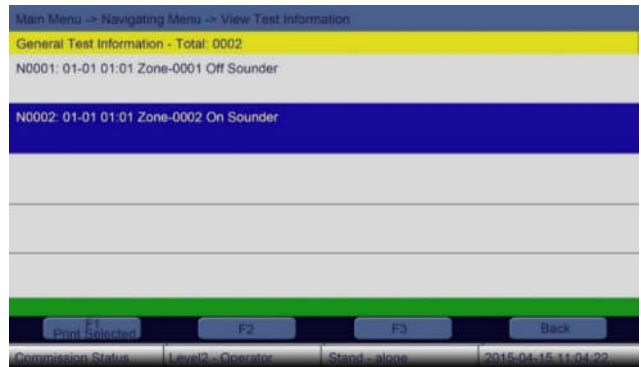 Main Menu -> Navigating Menu -> View Test Information
General Test Information - Total: 0002
N0001: 01-01 01:01 Zone-0001 Off Sounder
N0002: 01-01 01:01 Zone-0002 On Sounder
F1
Print Selected
F2
F3
Back
Commission Status
Level2 - Operator
Stand - alone
2015-04-15 11:04:22